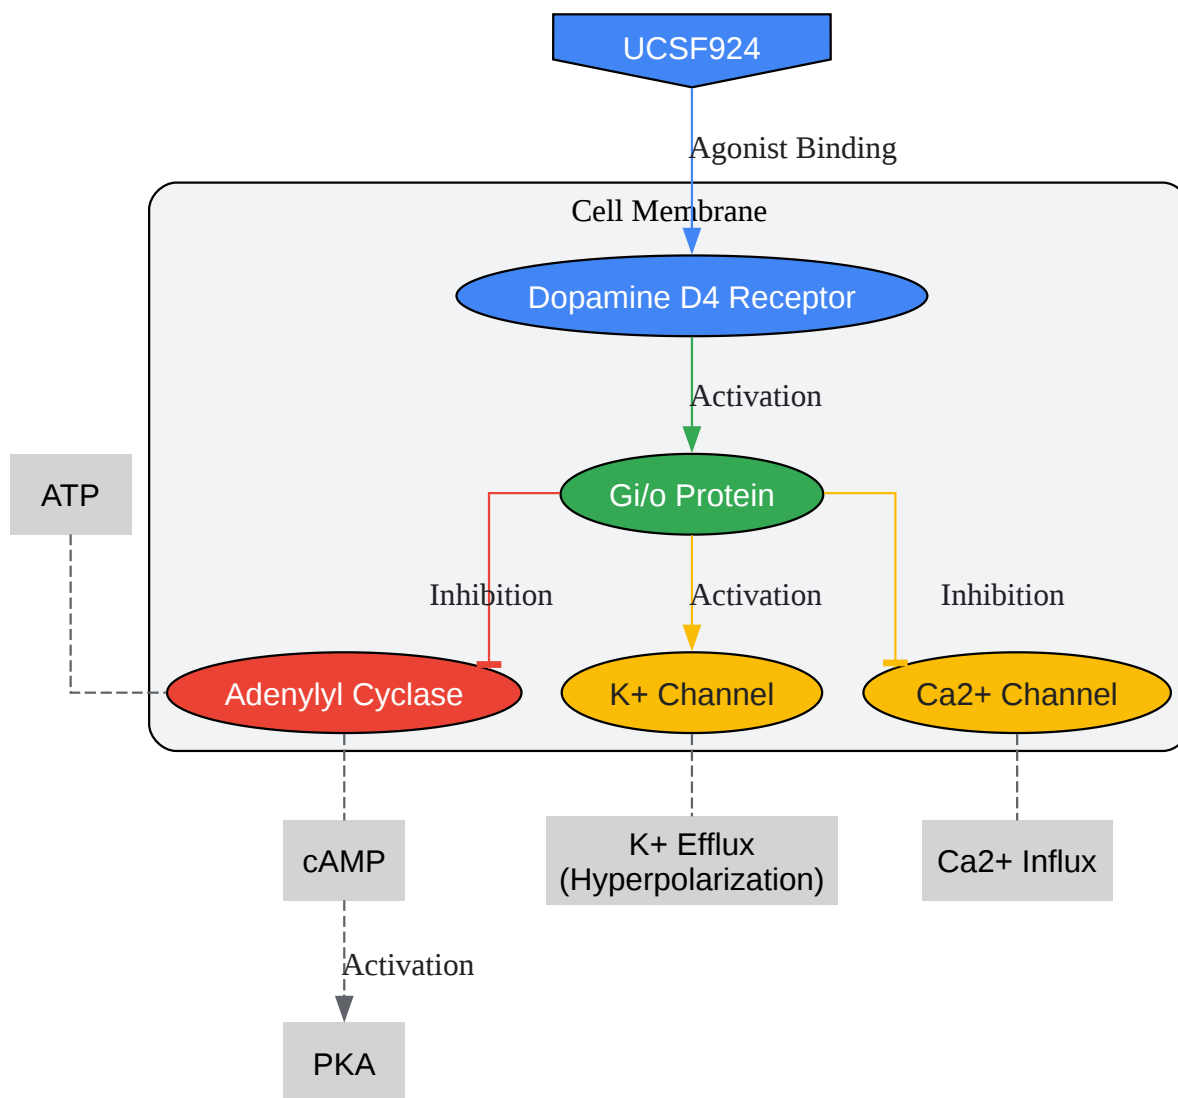 UCSF924
Agonist Binding
Cell Membrane
Dopamine D4 Receptor
Activation
ATP
Gi/o Protein
Inhibition
Activation
Inhibition
Adenylyl Cyclase
K+ Channel
Ca2+ Channel
cAMP
K+ Efflux
(Hyperpolarization)
Ca2+ Influx
Activation
PKA